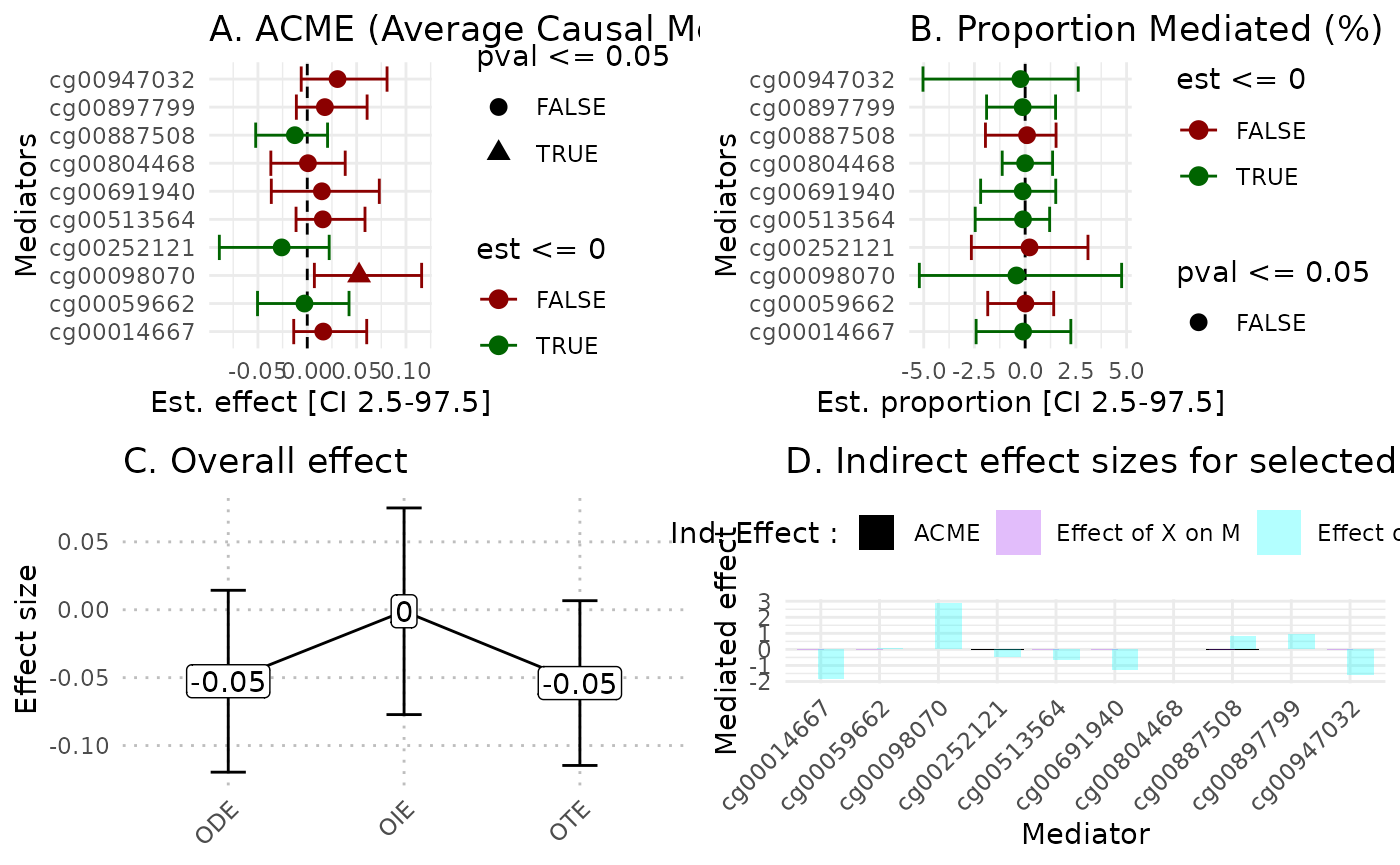 A. ACME (Average Causal Me
pval <= 0.05
FALSE
TRUE
est <= 0
FALSE
TRUE
Mediators
cg00947032
cg00897799
cg00887508
cg00804468
cg00691940
cg00513564
cg00252121
cg00098070
cg00059662
cg00014667
-0.05 0.00 0.05 0.10
Est. effect [CI 2.5-97.5]
B. Proportion Mediated (%)
est <= 0
FALSE
TRUE
pval <= 0.05
FALSE
Mediators
cg00947032
cg00897799
cg00887508
cg00804468
cg00691940
cg00513564
cg00252121
cg00098070
cg00059662
cg00014667
-5.0 -2.5 0.0 2.5 5.0
Est. proportion [CI 2.5-97.5]
C. Overall effect
Effect size
0.05
0.00
-0.05
-0.10
-0.05
0
-0.05
ODE
OIE
OTE
D. Indirect effect sizes for selected
Ind. Effect :
ACME
Effect of X on M
Effect o
Mediated effect
3
2
1
0
-1
-2
cg00014667
cg00059662
cg00098070
cg00252121
cg00513564
cg00691940
cg00804468
cg00887508
cg00897799
cg00947032
Mediator